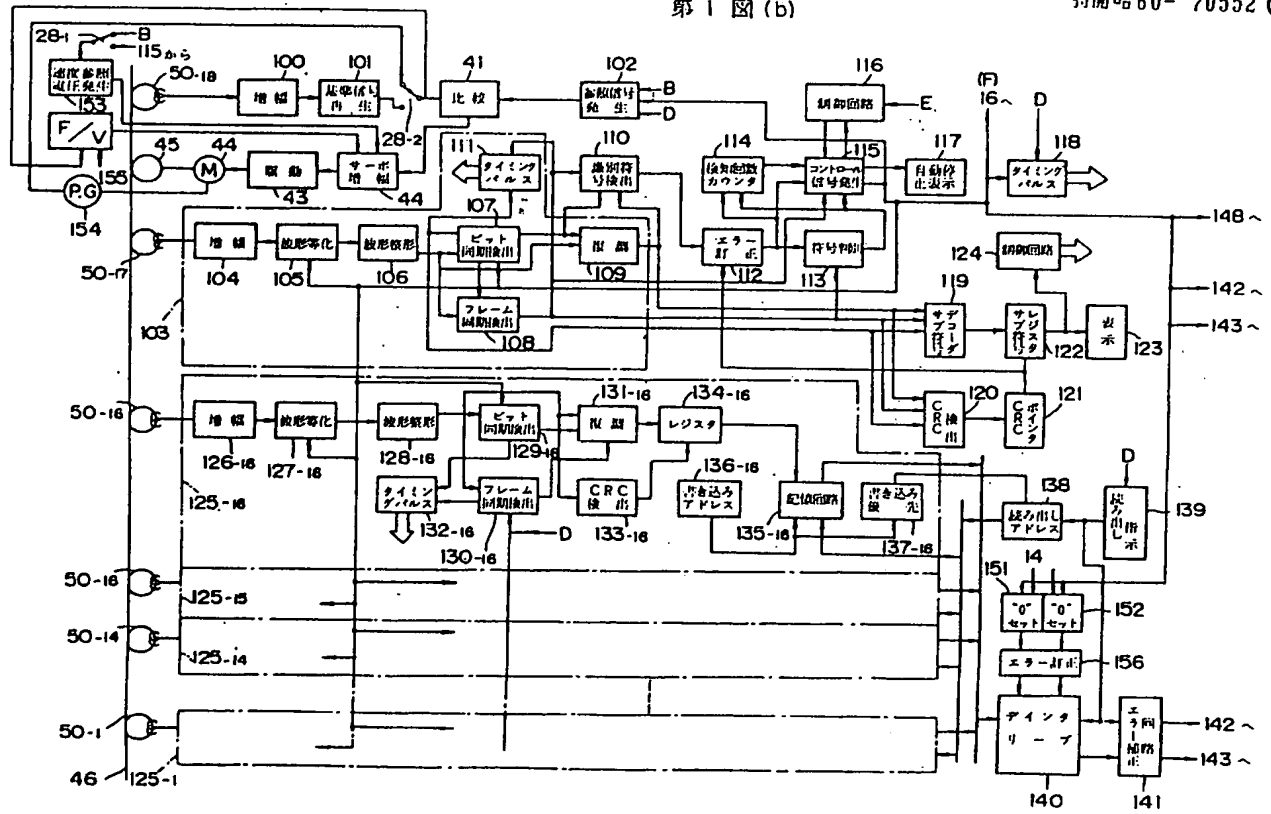 第1図(b)
特開昭60- 70552(
28-1
B
115から
速度参照電圧発生
153
50-18
100
増幅
101
基準信号再生
28-2
41
比較
102
参照信号発生
B
D
116
制御回路
E
(F)
16へ
D
118
タイミングパルス
F/V
155
P.G
154
45
44
M
駆動
43
サーボ増幅
44
111
タイミングパルス
110
識別符号検出
114
検知回数カウンタ
115
コントロール信号発生
117
自動停止表示
148へ
50-17
増幅
104
波形等化
105
波形整形
106
107
ビット同期検出
復調
109
エラー訂正
112
符号判別
113
124
制御回路
142へ
143へ
103
フレーム同期検出
108
119
サブ符号デコーダ
サブ符号レジスタ
122
表示
123
50-16
増幅
126-16
波形等化
127-16
波形整形
128-16
ビット同期検出
129-16
131-16
復調
134-16
レジスタ
CRC検出
120
CRCポインタ
121
125-16
タイミングパルス
132-16
フレーム同期検出
130-16
D
CRC検出
133-16
136-16
書き込みアドレス
記憶回路
135-16
書き込み優先
137-16
138
読み出しアドレス
D
読み出し指示
139
50-16
125-15
50-14
125-14
50-1
46
125-1
151
14
"0"セット
"0"セット
152
エラー訂正
156
デインタリーブ
140
エラー補正回路
141
142へ
143へ